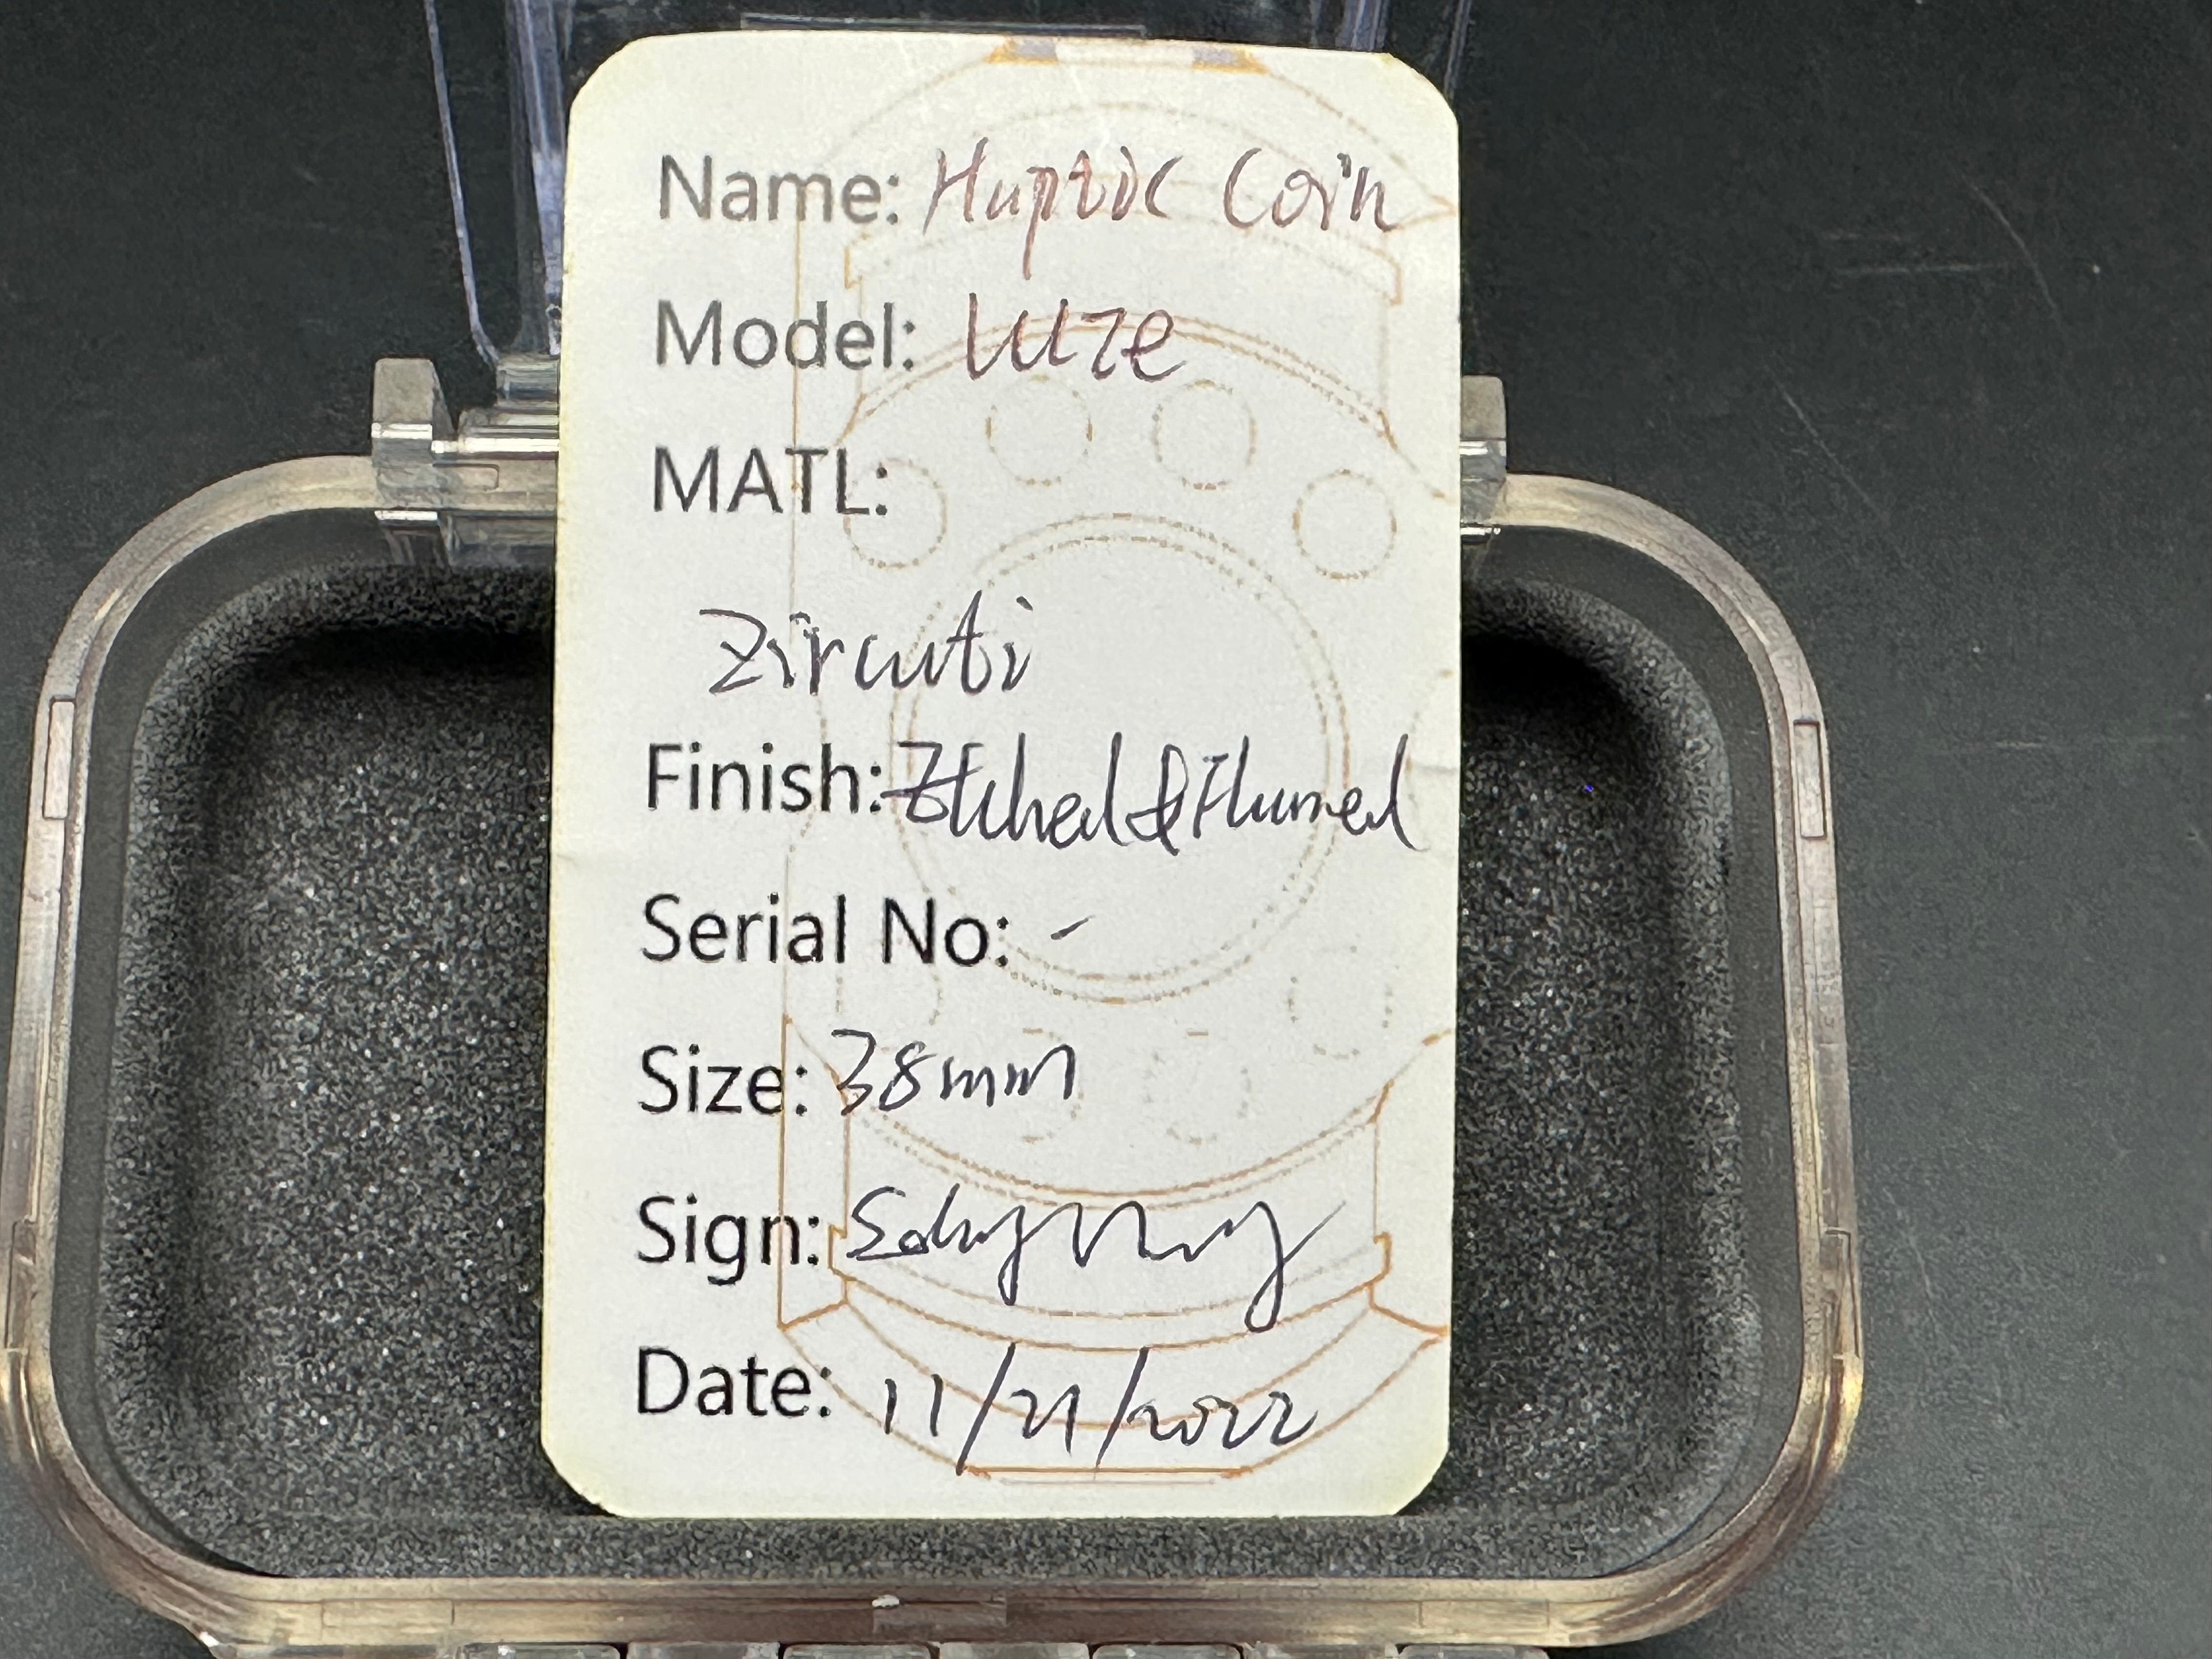 Name: Haptic Coin
Model: Luze
MATL:
Zircuti
Finish: Etched & Flamed
Serial No: -
Size: 38mm
Sign:
Date: 11/21/2022